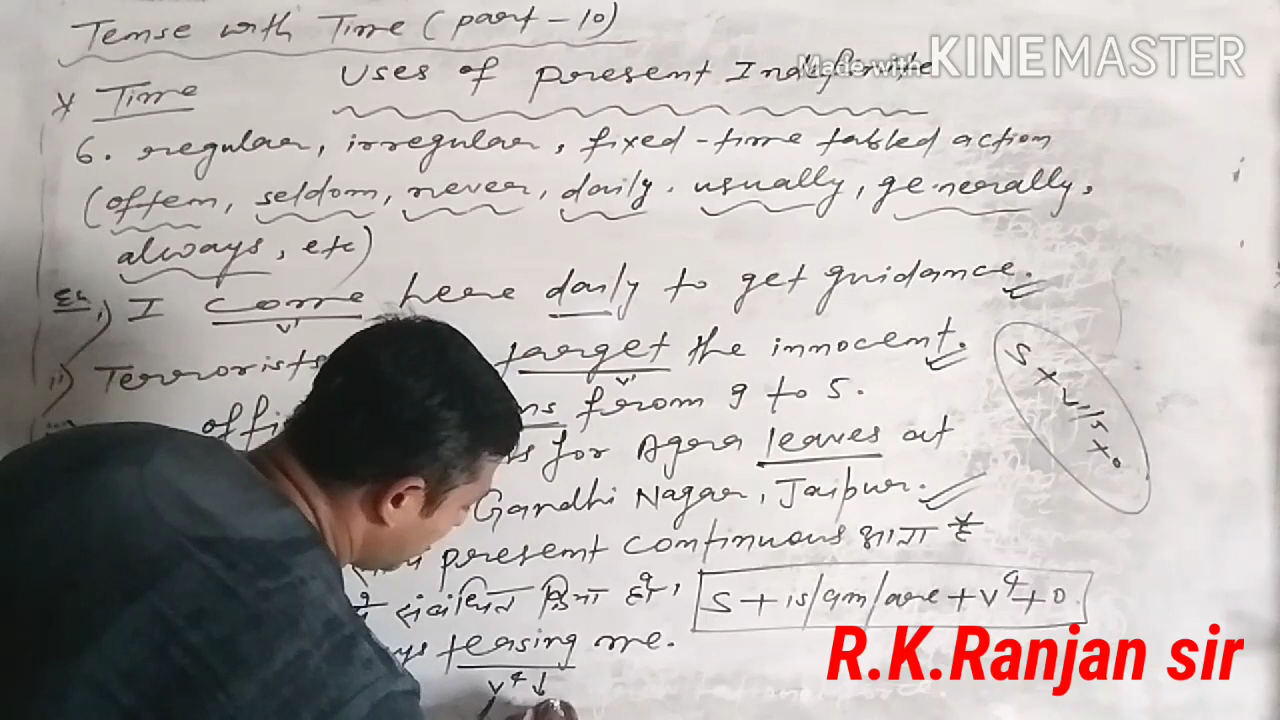 Tense with Time (part-10)
Made with KINEMASTER
* Time
Uses of present Indefinite
6. regular, irregular, fixed-time tabled action
(often, seldom, never, daily, usually, generally,
always, etc)
Ex i) I come here daily to get guidance.
v¹
ii) Terrorists target the innocent.
v¹
from 9 to 5.
for Agra leaves at
Gandhi Nagar, Jaipur.
S + v¹/s + o
present continuous आता है
S + is/am/are + v⁴ + o
teasing me.
v⁴ ↓
R.K.Ranjan sir